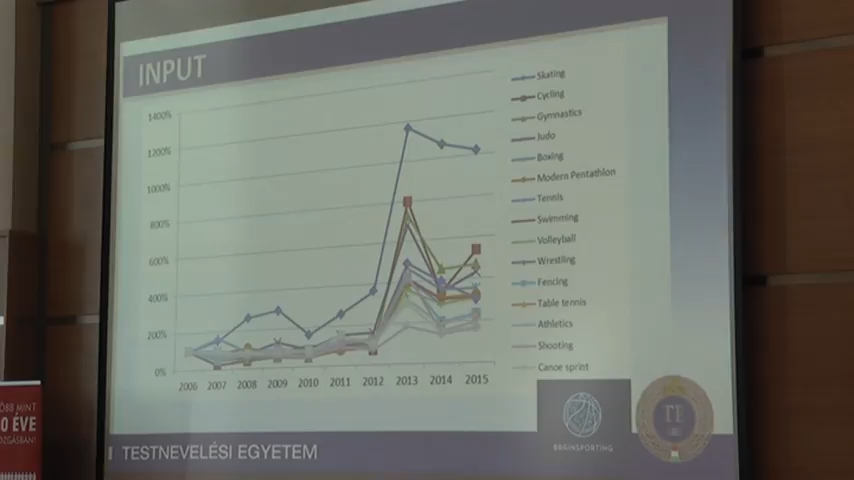 INPUT
1400%
1200%
1000%
800%
600%
400%
200%
0%
2006 2007 2008 2009 2010 2011 2012 2013 2014 2015
Skating
Cycling
Gymnastics
Judo
Boxing
Modern Pentathlon
Tennis
Swimming
Volleyball
Wrestling
Fencing
Table tennis
Athletics
Shooting
Canoe sprint
BRAINSPORTING
TE
TESTNEVELÉSI EGYETEM
ÖBB MINT
0 ÉVE
OZGÁSBAN!